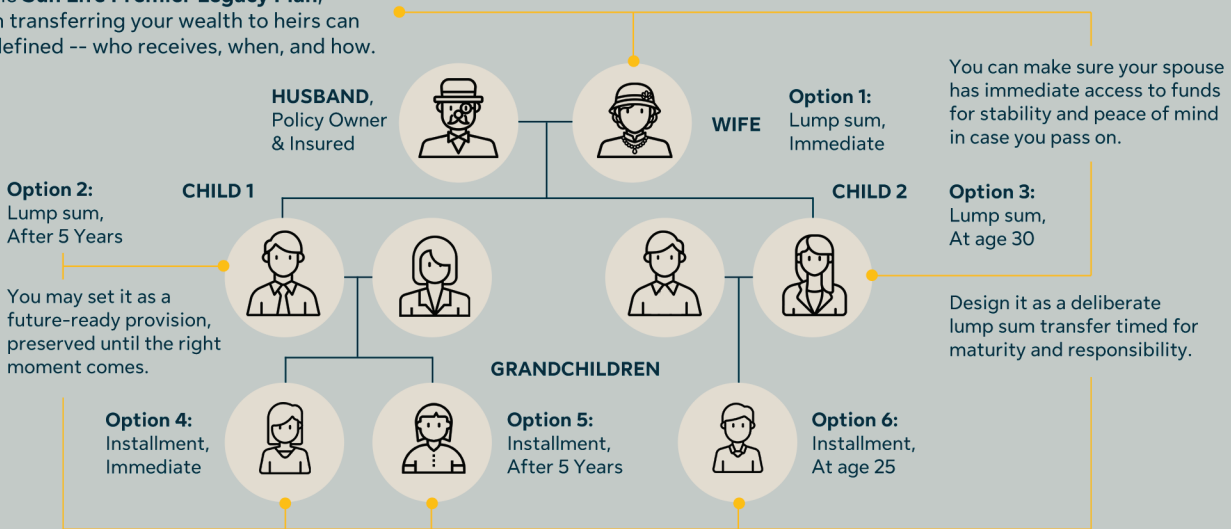 Sun Life Premier Legacy Plan,
transferring your wealth to heirs can
defined -- who receives, when, and how.
HUSBAND,
Policy Owner
& Insured
WIFE
Option 1:
Lump sum,
Immediate
You can make sure your spouse
has immediate access to funds
for stability and peace of mind
in case you pass on.
Option 2:
Lump sum,
After 5 Years
CHILD 1
CHILD 2
Option 3:
Lump sum,
At age 30
You may set it as a
future-ready provision,
preserved until the right
moment comes.
Design it as a deliberate
lump sum transfer timed for
maturity and responsibility.
GRANDCHILDREN
Option 4:
Installment,
Immediate
Option 5:
Installment,
After 5 Years
Option 6:
Installment,
At age 25